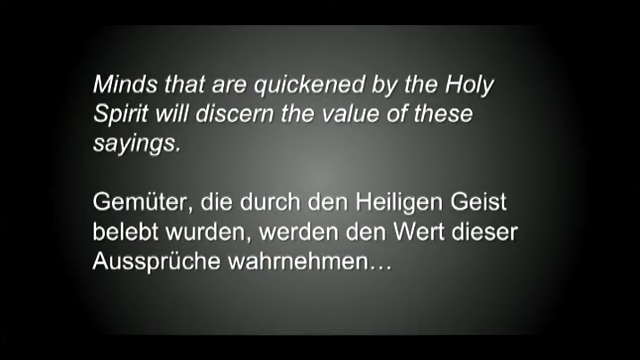 Minds that are quickened by the Holy
Spirit will discern the value of these
sayings.
Gemüter, die durch den Heiligen Geist
belebt wurden, werden den Wert dieser
Aussprüche wahrnehmen…